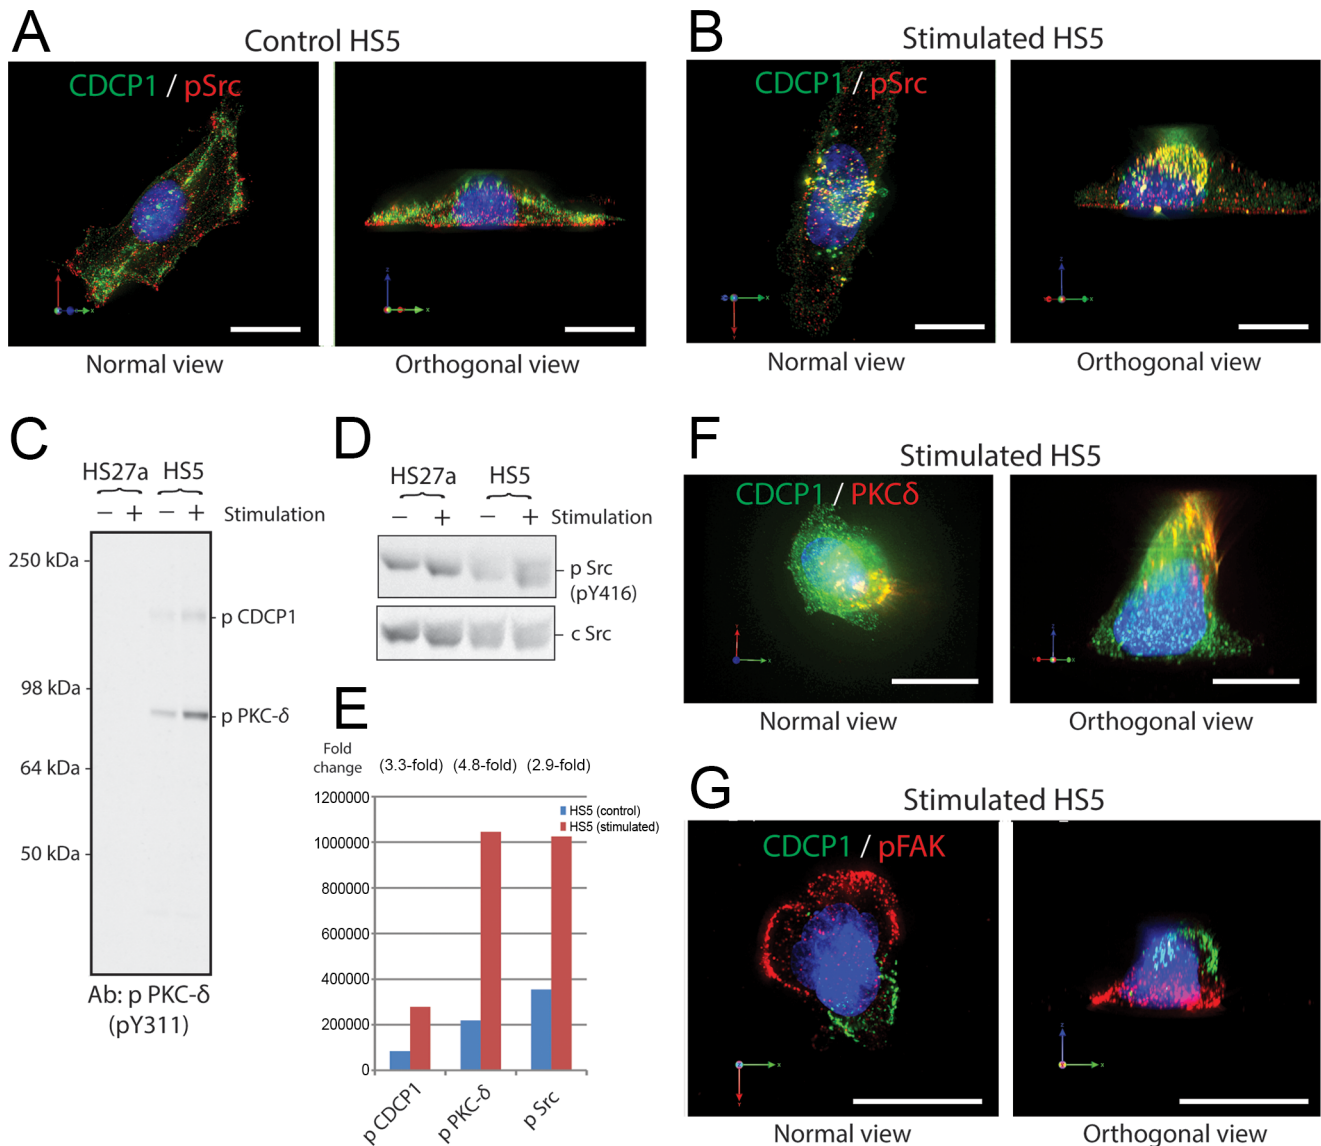 A
Control HS5
CDCP1 / pSrc
Normal view
Orthogonal view
B
Stimulated HS5
CDCP1 / pSrc
Normal view
Orthogonal view
C
HS27a HS5
– + – + Stimulation
250 kDa
98 kDa
64 kDa
50 kDa
p CDCP1
p PKC-δ
Ab: p PKC-δ
(pY311)
D
HS27a HS5
– + – + Stimulation
p Src
(pY416)
c Src
E
Fold
change
(3.3-fold) (4.8-fold) (2.9-fold)
1200000
1000000
800000
600000
400000
200000
0
HS5 (control)
HS5 (stimulated)
p CDCP1
p PKC-δ
p Src
F
Stimulated HS5
CDCP1 / PKCδ
Normal view
Orthogonal view
G
Stimulated HS5
CDCP1 / pFAK
Normal view
Orthogonal view